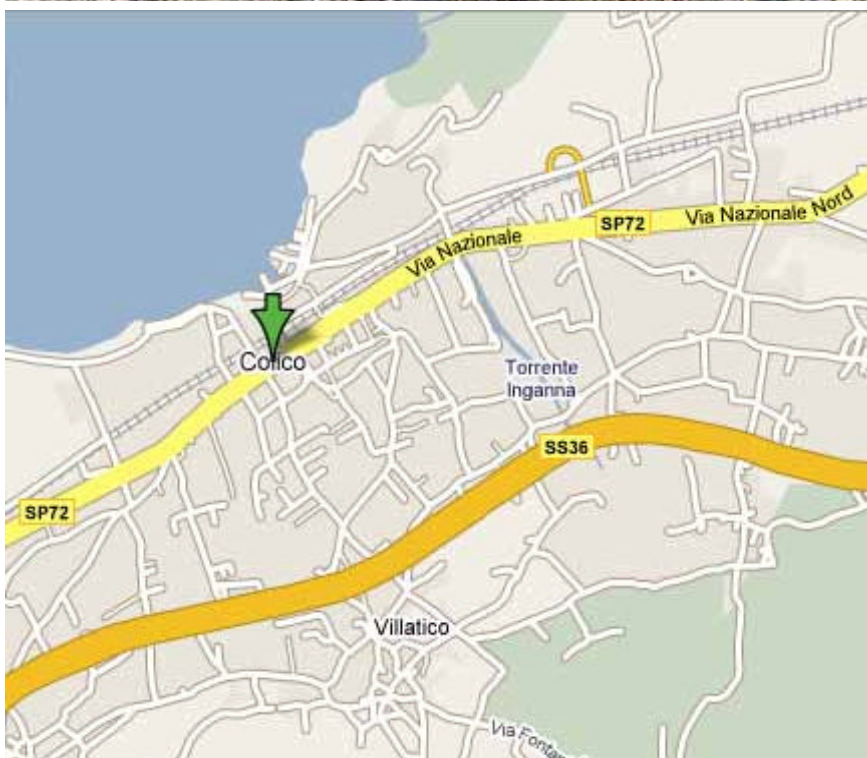 Via Nazionale Nord
SP72
Via Nazionale
Colico
Torrente
Inganna
SS36
SP72
Villatico